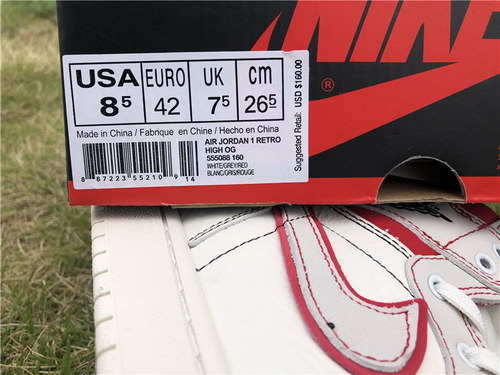 NIKE
®
USA EURO UK cm
8⁵ 42 7⁵ 26⁵
Made in China / Fabrique en Chine / Hecho en China
AIR JORDAN 1 RETRO
HIGH OG
555088 160
WHITE/GREY/RED
BLANC/GRIS/ROUGE
8 87223 55210 9 14
Suggested Retail: USD $160.00